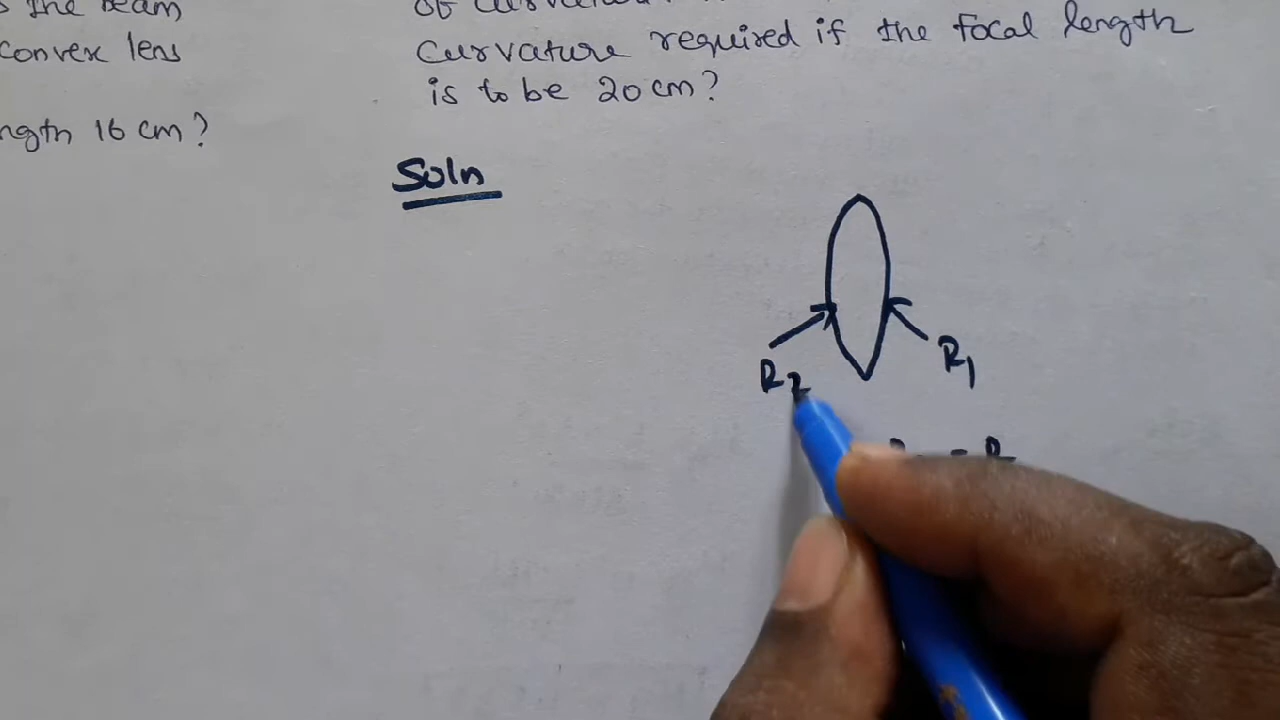 the beam
convex lens
ngth 16 cm?
of
curvature required if the focal length
is to be 20 cm?
Soln
R1
R2
= R